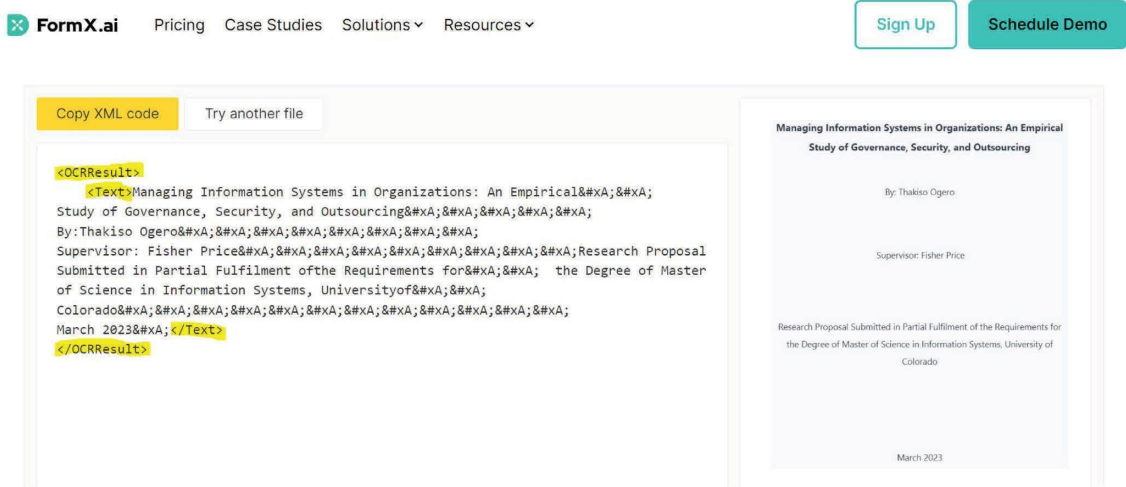 FormX.ai Pricing Case Studies Solutions Resources Sign Up Schedule Demo
Copy XML code Try another file
<OCRResult>
<Text>Managing Information Systems in Organizations: An Empirical&#xA;&#xA;
Study of Governance, Security, and Outsourcing&#xA;&#xA;&#xA;&#xA;&#xA;
By:Thakiso Ogero&#xA;&#xA;&#xA;&#xA;&#xA;&#xA;&#xA;&#xA;
Supervisor: Fisher Price&#xA;&#xA;&#xA;&#xA;&#xA;&#xA;&#xA;&#xA;&#xA;Research Proposal
Submitted in Partial Fulfilment ofthe Requirements for&#xA;&#xA;  the Degree of Master
of Science in Information Systems, Universityof&#xA;&#xA;
Colorado&#xA;&#xA;&#xA;&#xA;&#xA;&#xA;&#xA;&#xA;&#xA;&#xA;&#xA;&#xA;
March 2023&#xA;</Text>
</OCRResult>
Managing Information Systems in Organizations: An Empirical
Study of Governance, Security, and Outsourcing
By: Thakiso Ogero
Supervisor: Fisher Price
Research Proposal Submitted in Partial Fulfilment of the Requirements for
the Degree of Master of Science in Information Systems, University of
Colorado
March 2023